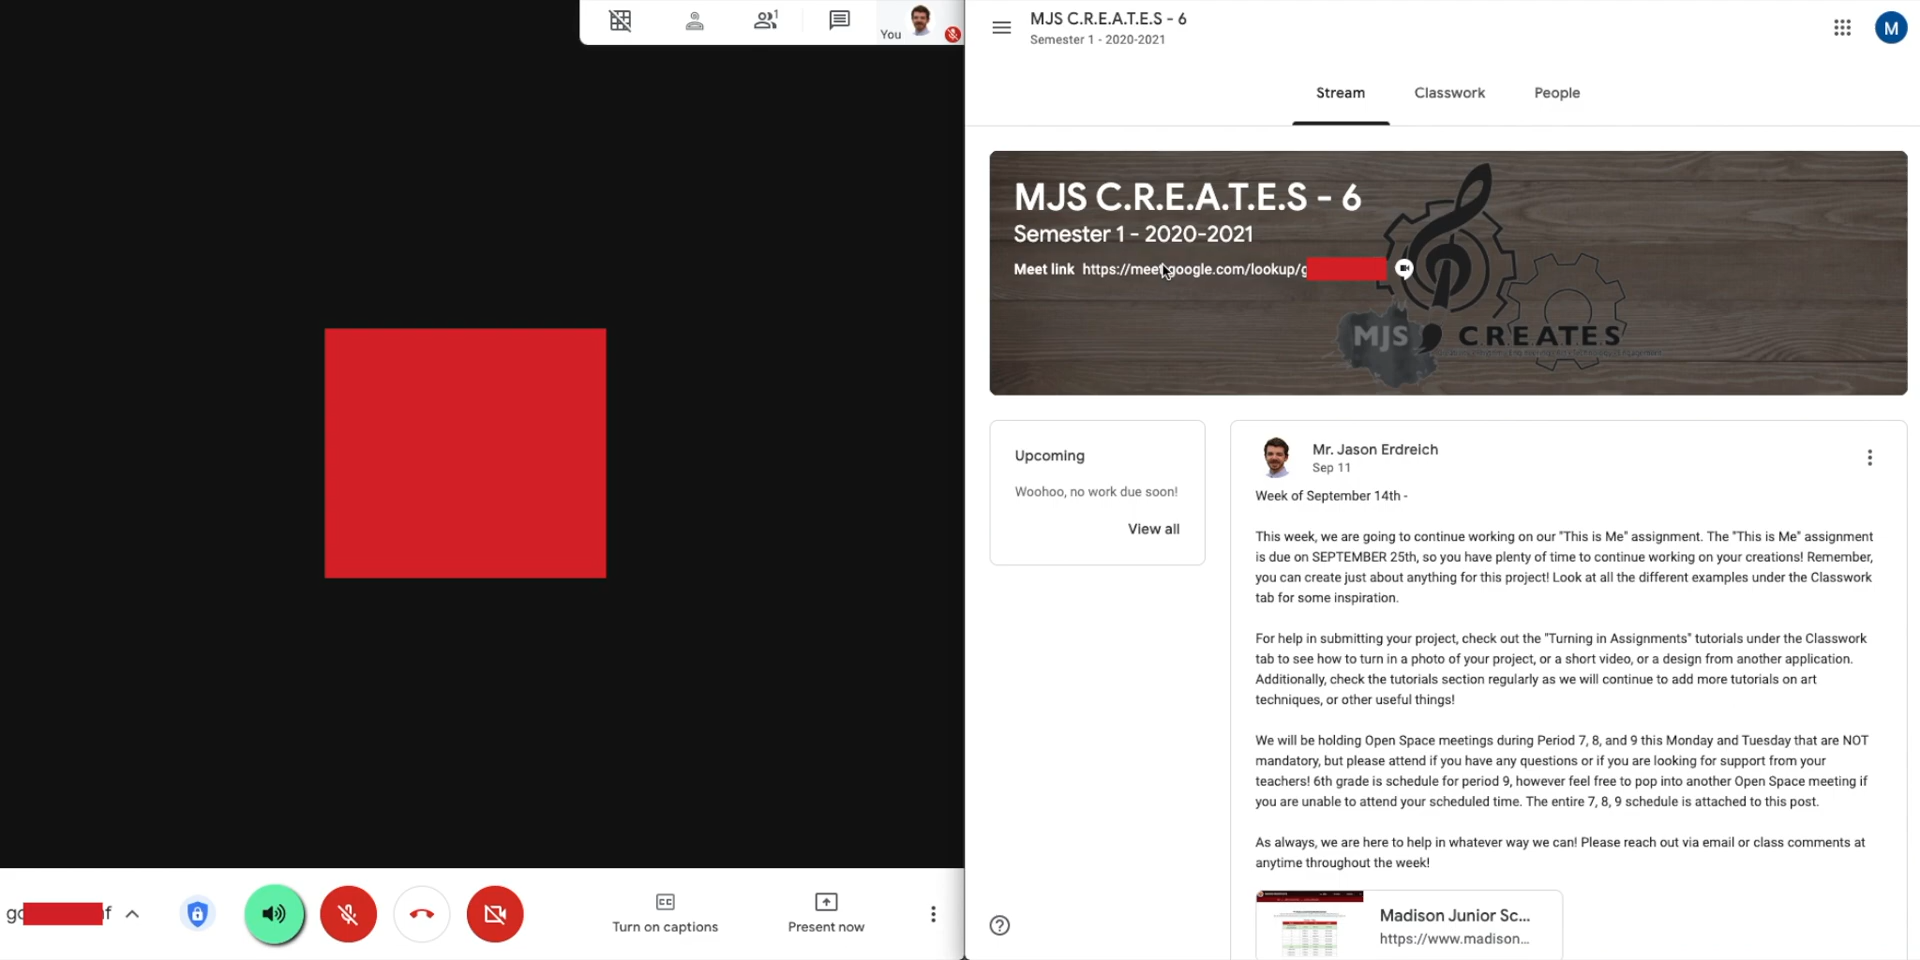 1
You
MJS C.R.E.A.T.E.S - 6
Semester 1 - 2020-2021
M
Stream
Classwork
People
MJS C.R.E.A.T.E.S - 6
Semester 1 - 2020-2021
Meet link https://meet.google.com/lookup/g
MJS CREATES
Upcoming
Woohoo, no work due soon!
View all
Mr. Jason Erdreich
Sep 11
Week of September 14th -
This week, we are going to continue working on our "This is Me" assignment. The "This is Me" assignment
is due on SEPTEMBER 25th, so you have plenty of time to continue working on your creations! Remember,
you can create just about anything for this project! Look at all the different examples under the Classwork
tab for some inspiration.
For help in submitting your project, check out the "Turning in Assignments" tutorials under the Classwork
tab to see how to turn in a photo of your project, or a short video, or a design from another application.
Additionally, check the tutorials section regularly as we will continue to add more tutorials on art
techniques, or other useful things!
We will be holding Open Space meetings during Period 7, 8, and 9 this Monday and Tuesday that are NOT
mandatory, but please attend if you have any questions or if you are looking for support from your
teachers! 6th grade is schedule for period 9, however feel free to pop into another Open Space meeting if
you are unable to attend your scheduled time. The entire 7, 8, 9 schedule is attached to this post.
As always, we are here to help in whatever way we can! Please reach out via email or class comments at
anytime throughout the week!
Madison Junior Sc...
https://www.madison...
go
f
CC
Turn on captions
Present now